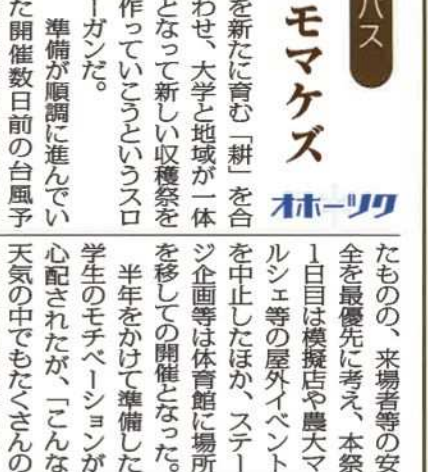 パス
モマケズ
オホーツク
を新たに育む「耕」を合
わせ、大学と地域が一体
となって新しい収穫祭を
作っていこうというスロ
ーガンだ。
準備が順調に進んでい
た開催数日前の台風予
たものの、来場者等の安
全を最優先に考え、本祭
1日目は模擬店や農大マ
ルシェ等の屋外イベント
を中止したほか、ステー
ジ企画等は体育館に場所
を移しての開催となった。
半年をかけて準備した
学生のモチベーションが
心配されたが、「こんな
天気の中でもたくさんの